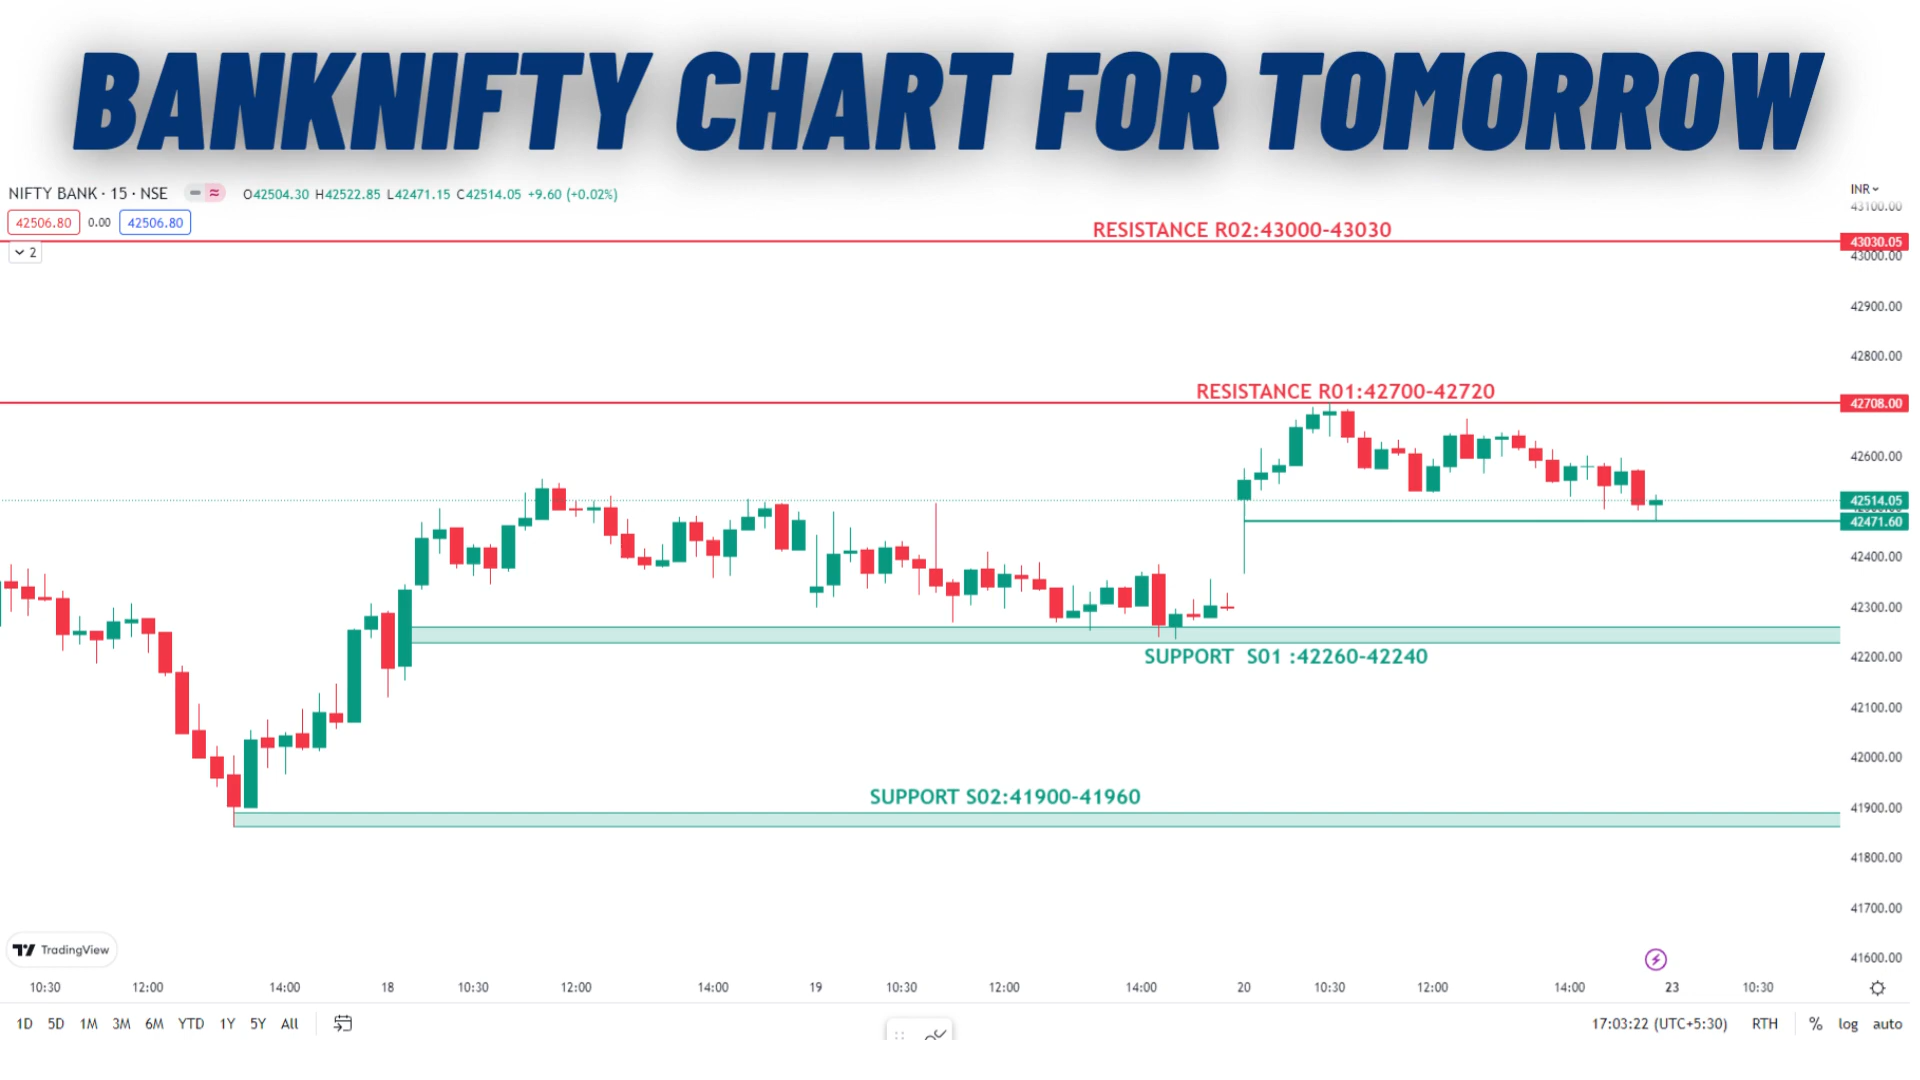 BANKNIFTY CHART FOR TOMORROW
NIFTY BANK · 15 · NSE O42504.30 H42522.85 L42471.15 C42514.05 +9.60 (+0.02%)
INR
43100.00
42506.80 0.00 42506.80
RESISTANCE R02:43000-43030
43030.05
2
43000.00
42900.00
42800.00
RESISTANCE R01:42700-42720
42708.00
42600.00
42514.05
42471.60
42400.00
42300.00
SUPPORT S01 :42260-42240
42200.00
42100.00
42000.00
SUPPORT S02:41900-41960
41900.00
41800.00
41700.00
TradingView
41600.00
10:30 12:00 14:00 18 10:30 12:00 14:00 19 10:30 12:00 14:00 20 10:30 12:00 14:00 23 10:30
1D 5D 1M 3M 6M YTD 1Y 5Y All 17:03:22 (UTC+5:30) RTH % log auto